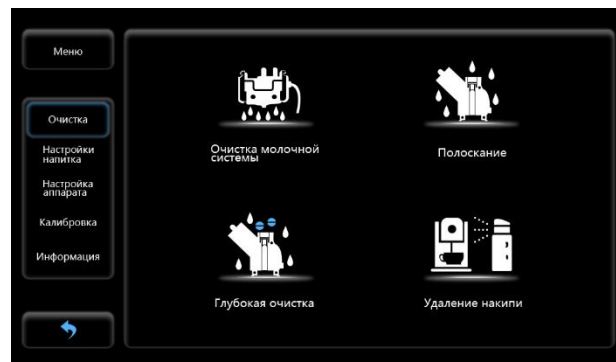 Меню
Очистка
Настройки
напитка
Настройка
аппарата
Калибровка
Информация
Очистка молочной
системы
Полоскание
Глубокая очистка
Удаление накипи